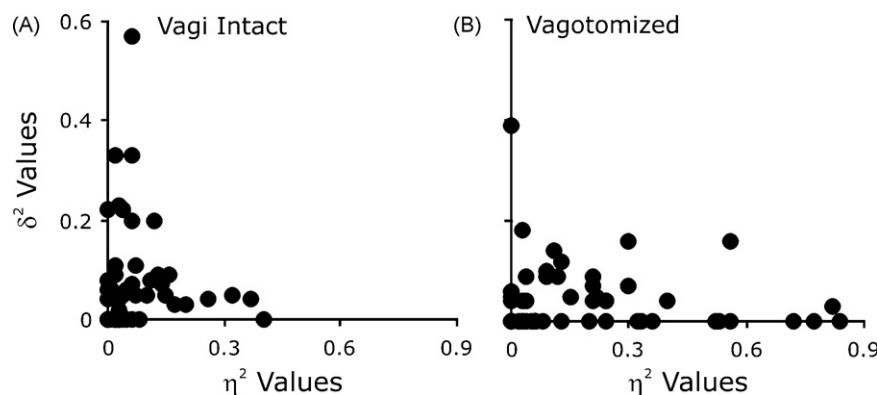 (A) Vagi Intact
0.6
0.4
0.2
0
δ² Values
0 0.3 0.6 0.9
η² Values
(B) Vagotomized
0 0.3 0.6 0.9
η² Values